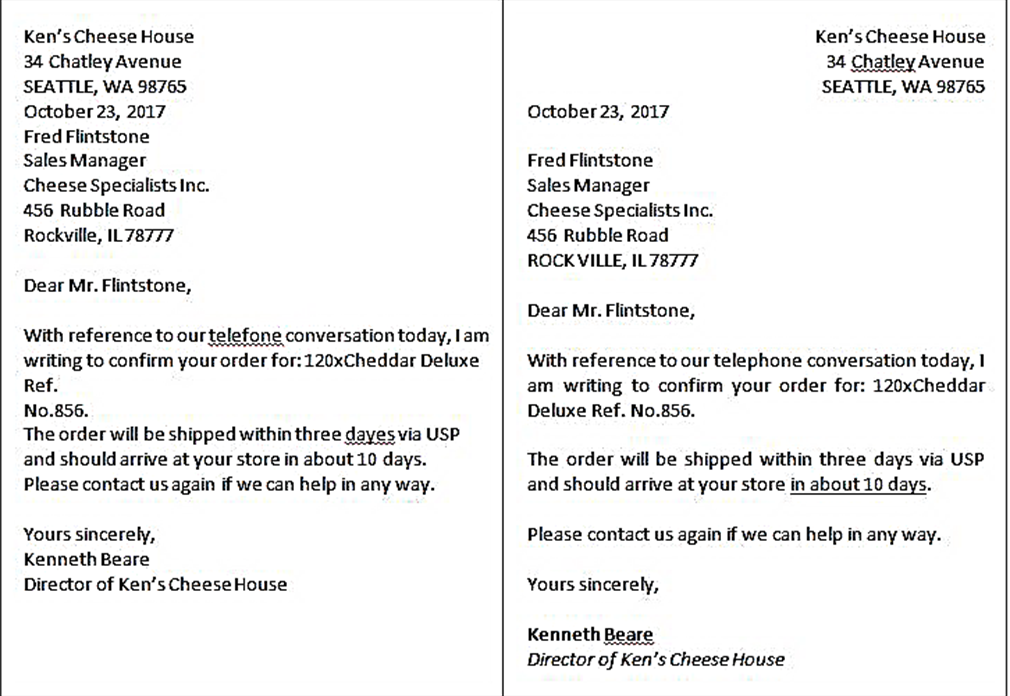 Ken's Cheese House
34 Chatley Avenue
SEATTLE, WA 98765
October 23, 2017
Fred Flintstone
Sales Manager
Cheese Specialists Inc.
456 Rubble Road
Rockville, IL 78777
Dear Mr. Flintstone,
With reference to our telefone conversation today, I am
writing to confirm your order for: 120xCheddar Deluxe
Ref.
No.856.
The order will be shipped within three dayes via USP
and should arrive at your store in about 10 days.
Please contact us again if we can help in any way.
Yours sincerely,
Kenneth Beare
Director of Ken's Cheese House
Ken's Cheese House
34 Chatley Avenue
SEATTLE, WA 98765
October 23, 2017
Fred Flintstone
Sales Manager
Cheese Specialists Inc.
456 Rubble Road
ROCKVILLE, IL 78777
Dear Mr. Flintstone,
With reference to our telephone conversation today, I
am writing to confirm your order for: 120xCheddar
Deluxe Ref. No.856.
The order will be shipped within three days via USP
and should arrive at your store in about 10 days.
Please contact us again if we can help in any way.
Yours sincerely,
Kenneth Beare
Director of Ken's Cheese House